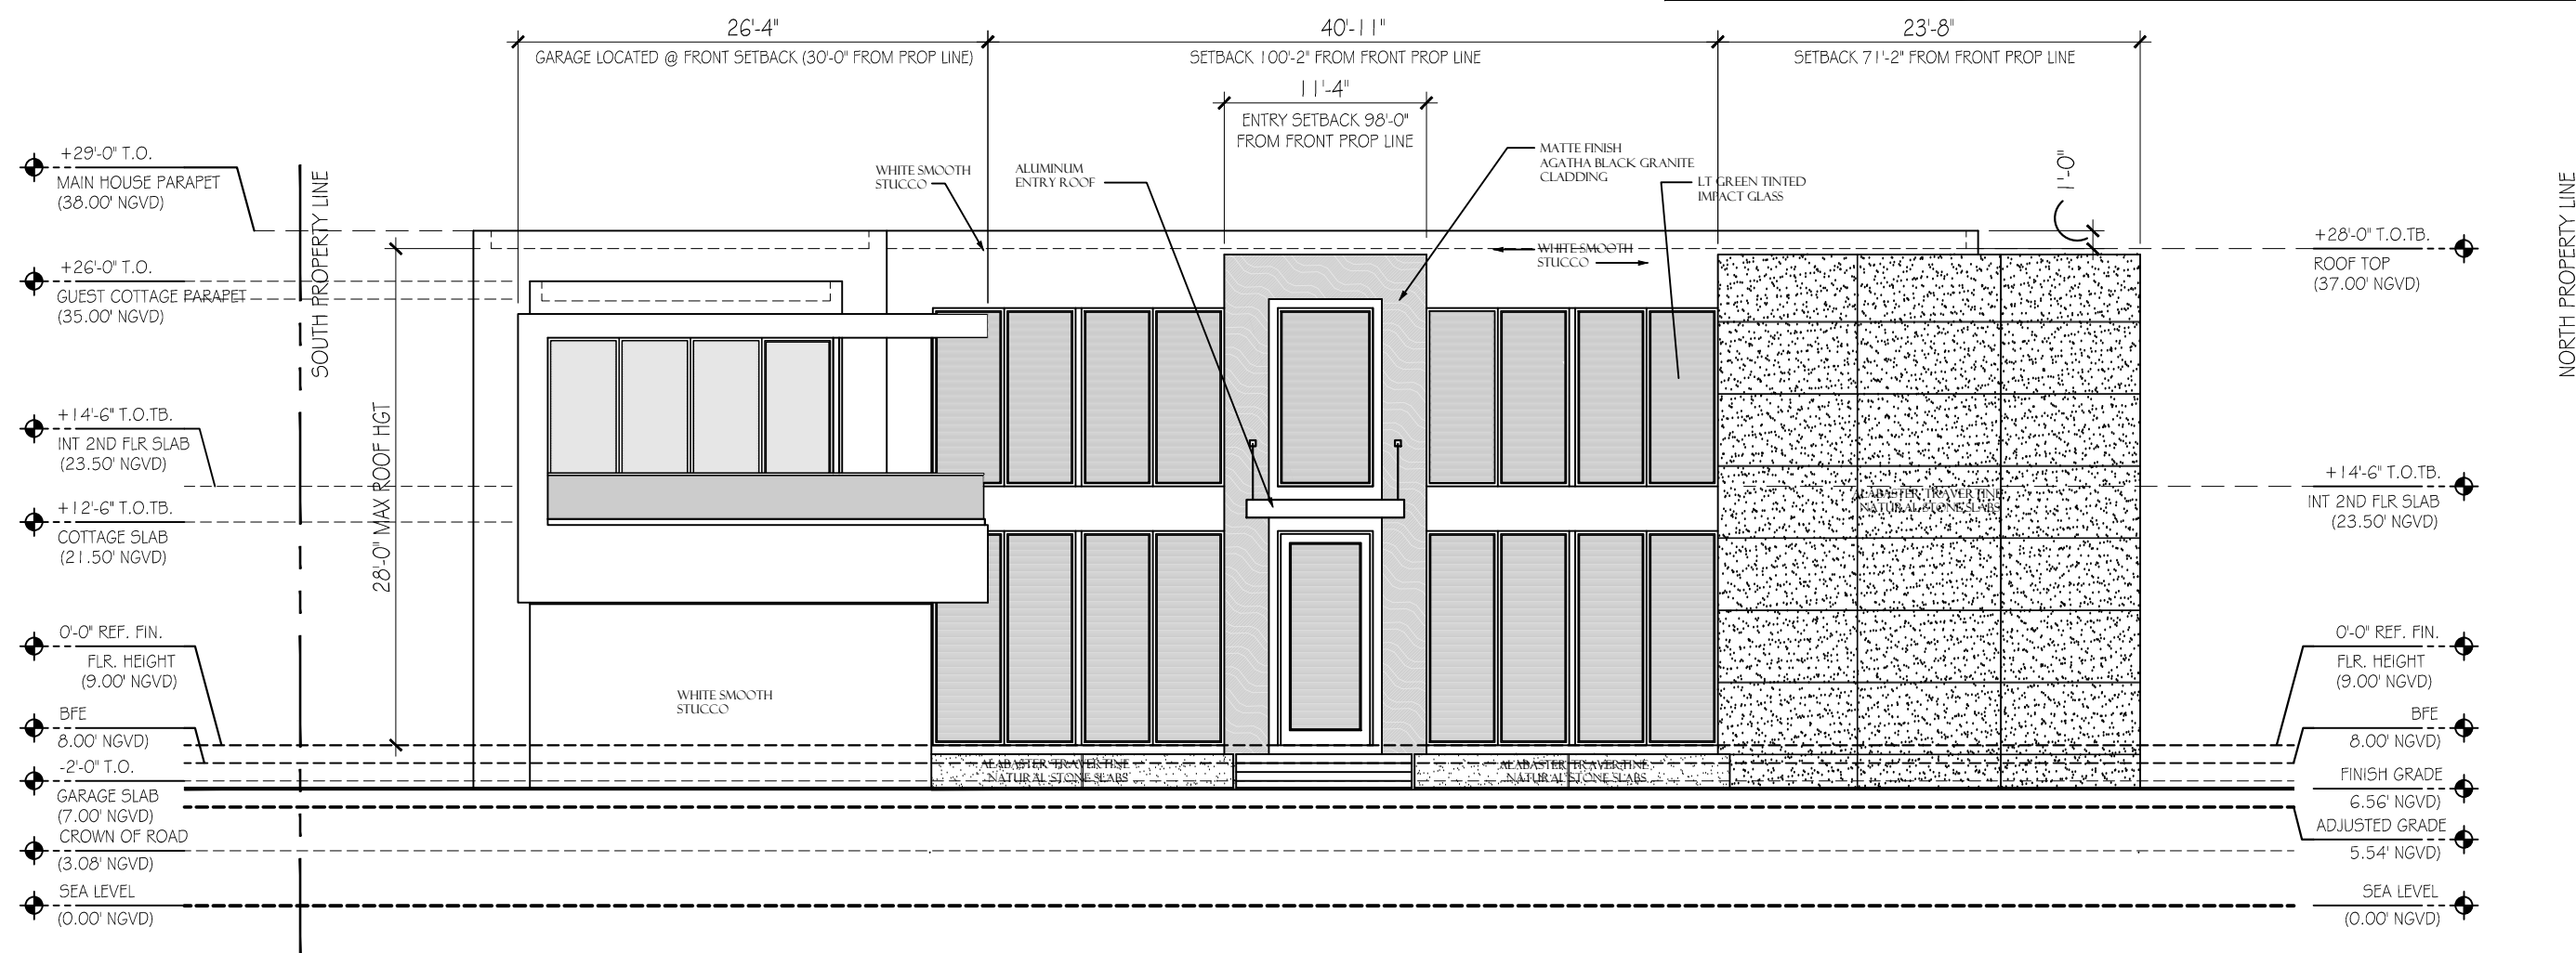 26'-4"
GARAGE LOCATED @ FRONT SETBACK (30'-0" FROM PROP LINE)
40'-11"
SETBACK 100'-2" FROM FRONT PROP LINE
23'-8"
SETBACK 71'-2" FROM FRONT PROP LINE
11'-4"
ENTRY SETBACK 98'-0"
FROM FRONT PROP LINE
+29'-0" T.O.
MAIN HOUSE PARAPET
(38.00' NGVD)
+26'-0" T.O.
GUEST COTTAGE PARAPET
(35.00' NGVD)
+14'-6" T.O.TB.
INT 2ND FLR SLAB
(23.50' NGVD)
+12'-6" T.O.TB.
COTTAGE SLAB
(21.50' NGVD)
0'-0" REF. FIN.
FLR. HEIGHT
(9.00' NGVD)
BFE
8.00' NGVD)
-2'-0" T.O.
GARAGE SLAB
(7.00' NGVD)
CROWN OF ROAD
(3.08' NGVD)
SEA LEVEL
(0.00' NGVD)
SOUTH PROPERTY LINE
28'-0" MAX ROOF HGT
WHITE SMOOTH
STUCCO
ALUMINUM
ENTRY ROOF
MATTE FINISH
AGATHA BLACK GRANITE
CLADDING
LT GREEN TINTED
IMPACT GLASS
WHITE SMOOTH
STUCCO
1'-0"
WHITE SMOOTH
STUCCO
ALABASTER TRAVERTINE
NATURAL STONE SLABS
ALABASTER TRAVERTINE
NATURAL STONE SLABS
ALABASTER TRAVERTINE
NATURAL STONE SLABS
NORTH PROPERTY LINE
+28'-0" T.O.TB.
ROOF TOP
(37.00' NGVD)
+14'-6" T.O.TB.
INT 2ND FLR SLAB
(23.50' NGVD)
0'-0" REF. FIN.
FLR. HEIGHT
(9.00' NGVD)
BFE
8.00' NGVD)
FINISH GRADE
6.56' NGVD)
ADJUSTED GRADE
5.54' NGVD)
SEA LEVEL
(0.00' NGVD)